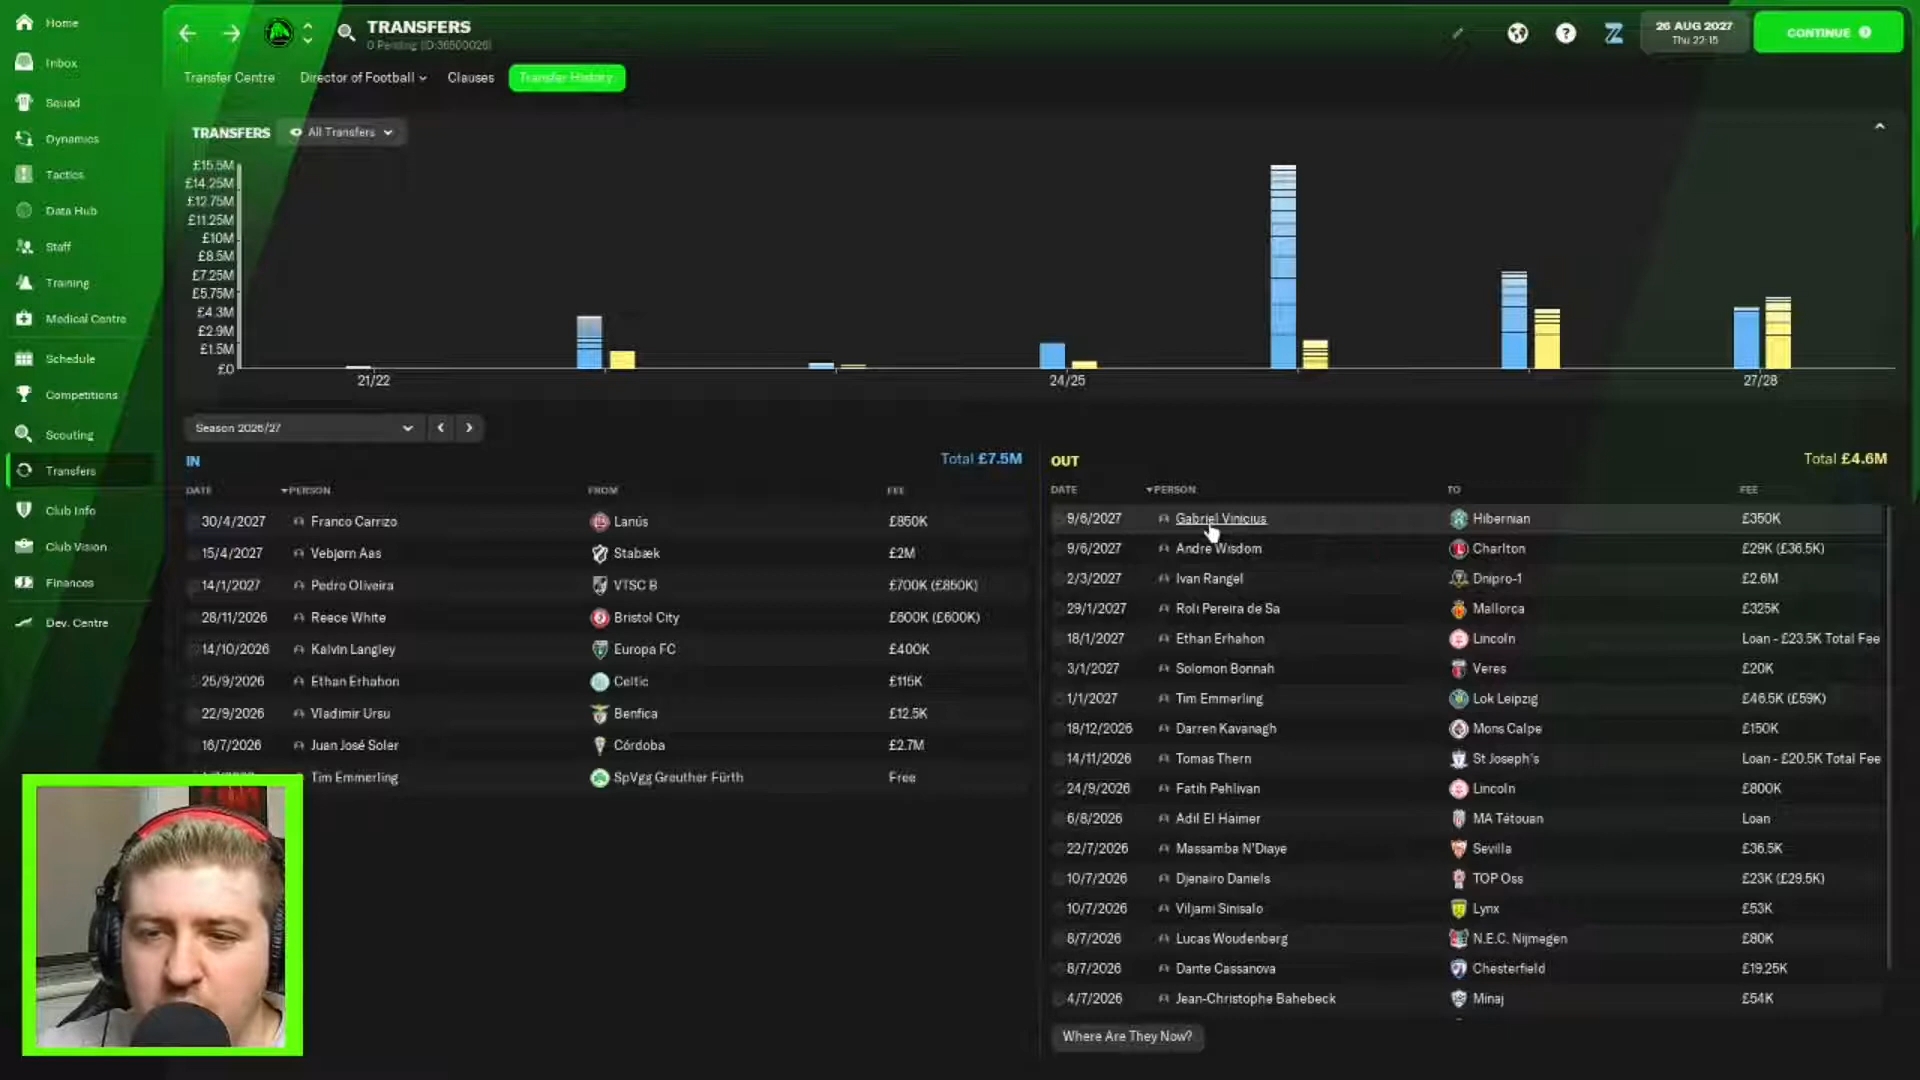 Home
Inbox
Squad
Dynamics
Tactics
Data Hub
Staff
Training
Medical Centre
Schedule
Competitions
Scouting
Transfers
Club Info
Club Vision
Finances
Dev. Centre
TRANSFERS
0 Pending (ID:36500026)
26 AUG 2027
Thu 22:15
CONTINUE
Transfer Centre
Director of Football
Clauses
Transfer History
TRANSFERS
All Transfers
£15.5M
£14.25M
£12.75M
£11.25M
£10M
£8.5M
£7.25M
£5.75M
£4.3M
£2.9M
£1.5M
£0
21/22
24/25
27/28
Season 2026/27
IN
Total £7.5M
DATE PERSON FROM FEE
30/4/2027 Franco Carrizo Lanús £850K
15/4/2027 Vebjørn Aas Stabæk £2M
14/1/2027 Pedro Oliveira VTSC B £700K (£850K)
28/11/2026 Reece White Bristol City £600K (£600K)
14/10/2026 Kalvin Langley Europa FC £400K
25/9/2026 Ethan Erhahon Celtic £115K
22/9/2026 Vladimir Ursu Benfica £12.5K
16/7/2026 Juan José Soler Córdoba £2.7M
Tim Emmerling SpVgg Greuther Fürth Free
OUT
Total £4.6M
DATE PERSON TO FEE
9/6/2027 Gabriel Vinicius Hibernian £350K
9/6/2027 Andre Wisdom Charlton £29K (£36.5K)
2/3/2027 Ivan Rangel Dnipro-1 £2.6M
29/1/2027 Roli Pereira de Sa Mallorca £325K
18/1/2027 Ethan Erhahon Lincoln Loan - £23.5K Total Fee
3/1/2027 Solomon Bonnah Veres £20K
1/1/2027 Tim Emmerling Lok Leipzig £46.5K (£59K)
18/12/2026 Darren Kavanagh Mons Calpe £150K
14/11/2026 Tomas Thern St Joseph's Loan - £20.5K Total Fee
24/9/2026 Fatih Pehlivan Lincoln £800K
6/8/2026 Adil El Haimer MA Tétouan Loan
22/7/2026 Massamba N'Diaye Sevilla £36.5K
10/7/2026 Djenairo Daniels TOP Oss £23K (£29.5K)
10/7/2026 Viljami Sinisalo Lynx £53K
8/7/2026 Lucas Woudenberg N.E.C. Nijmegen £80K
8/7/2026 Dante Cassanova Chesterfield £19.25K
4/7/2026 Jean-Christophe Bahebeck Minaj £54K
Where Are They Now?